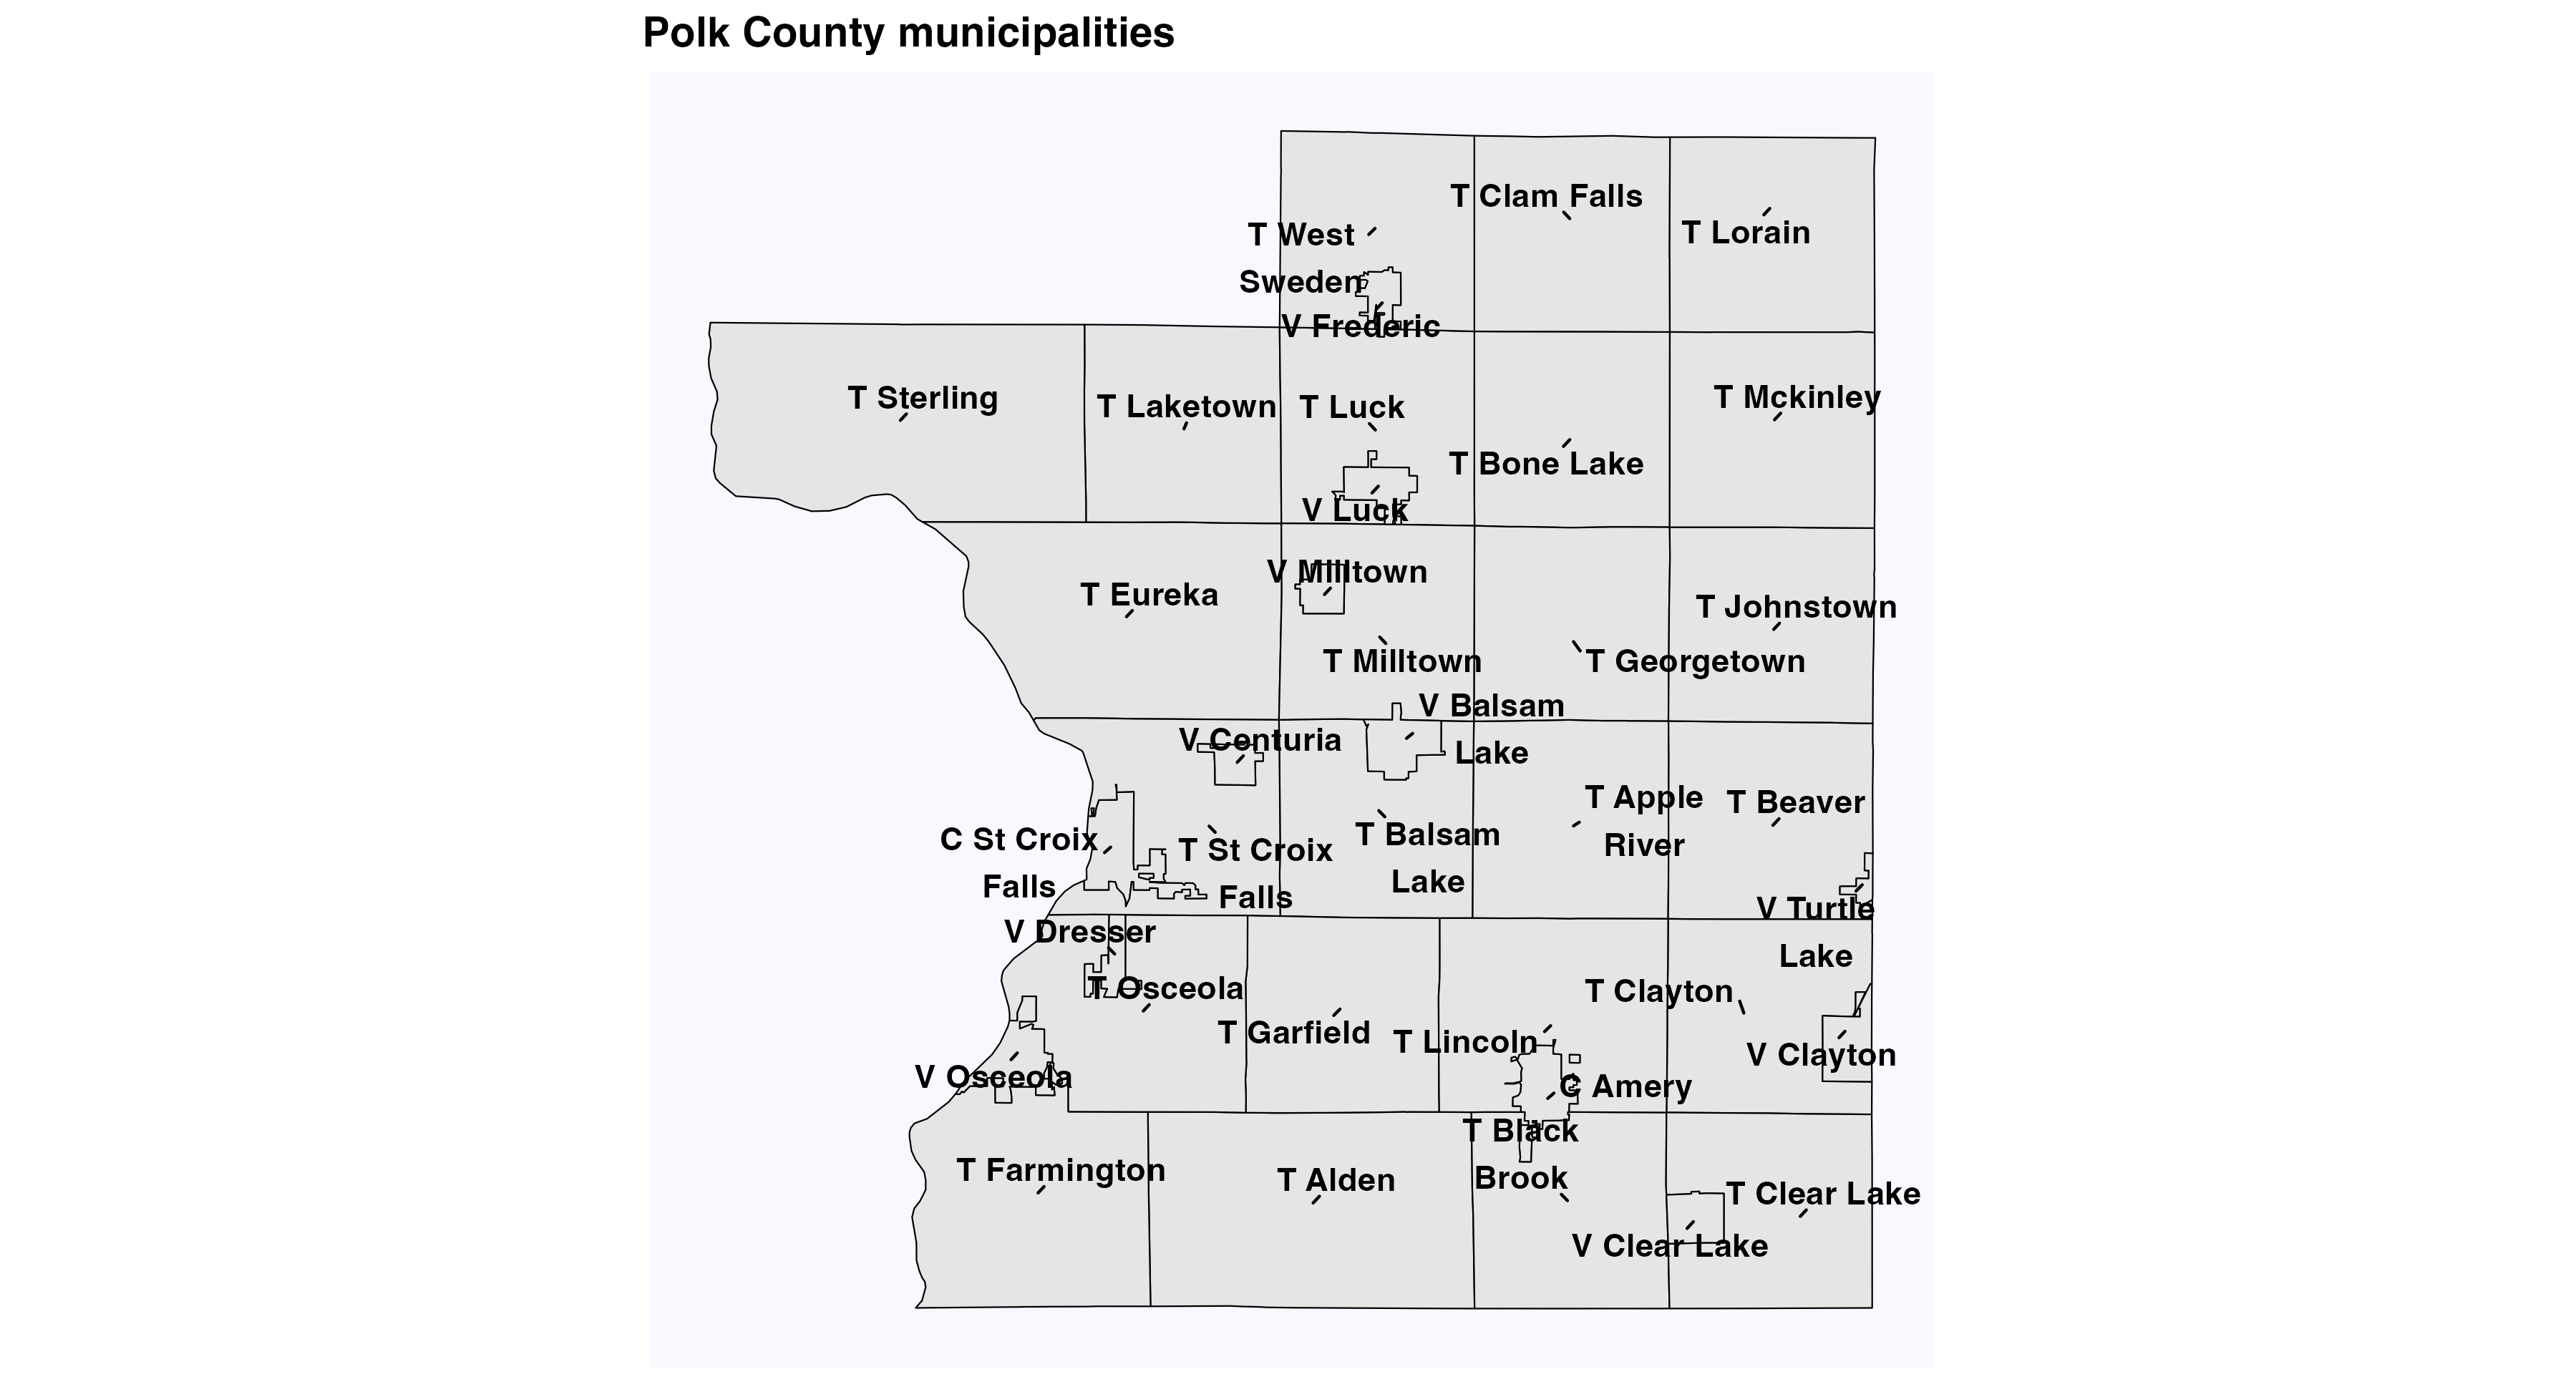 Polk County municipalities
T Clam Falls
T Lorain
T West
Sweden
V Frederic
T Sterling
T Laketown
T Luck
T Mckinley
T Bone Lake
V Luck
V Milltown
T Eureka
T Johnstown
T Milltown
T Georgetown
V Balsam
Lake
V Centuria
T Apple
River
T Beaver
C St Croix
Falls
T St Croix
Falls
T Balsam
Lake
V Turtle
Lake
V Dresser
T Osceola
T Clayton
T Garfield
T Lincoln
V Clayton
V Osceola
C Amery
T Black
Brook
T Farmington
T Alden
T Clear Lake
V Clear Lake